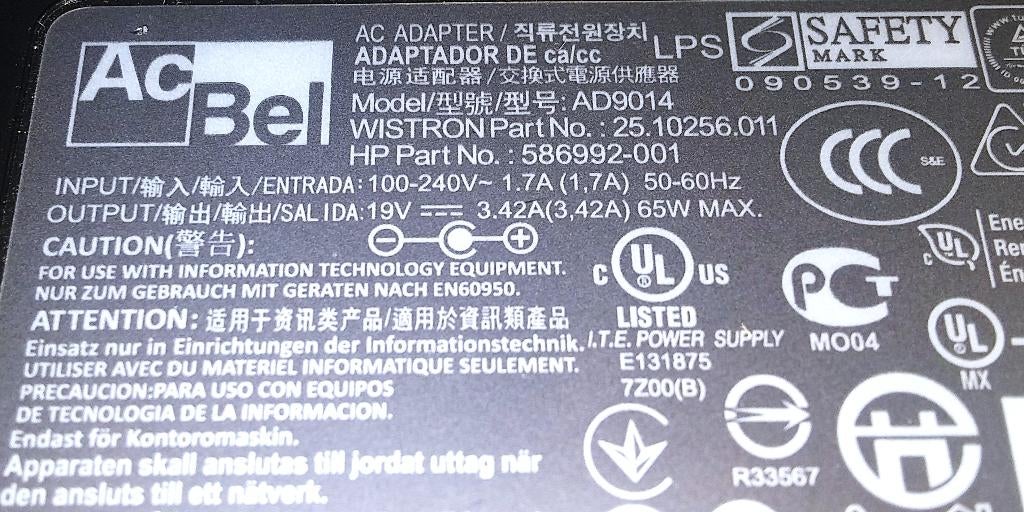 AcBel
AC ADAPTER / 직류전원장치
ADAPTADOR DE ca/cc
电源适配器/交換式電源供應器
Model/型號/型号: AD9014
WISTRON Part No. : 25.10256.011
HP Part No. : 586992-001
LPS
SAFETY
MARK
090539-12
S&E
INPUT/输入/輸入/ENTRADA: 100-240V~ 1.7A (1,7A) 50-60Hz
OUTPUT/输出/輸出/SALIDA:19V 3.42A(3,42A) 65W MAX.
CAUTION(警告):
FOR USE WITH INFORMATION TECHNOLOGY EQUIPMENT.
NUR ZUM GEBRAUCH MIT GERATEN NACH EN60950.
ATTENTION: 适用于资讯类产品/適用於資訊類產品
Einsatz nur in Einrichtungen der Informationstechnik.
UTILISER AVEC DU MATERIEL INFORMATIQUE SEULEMENT.
PRECAUCION:PARA USO CON EQUIPOS
DE TECNOLOGIA DE LA INFORMACION.
Endast för Kontoromaskin.
Apparaten skall anslutas till jordat uttag när
den ansluts till ett nätverk.
C UL US
LISTED
I.T.E. POWER SUPPLY
E131875
7Z00(B)
MO04
C UL
Ene
Rer
Én
UL
MX
R33567